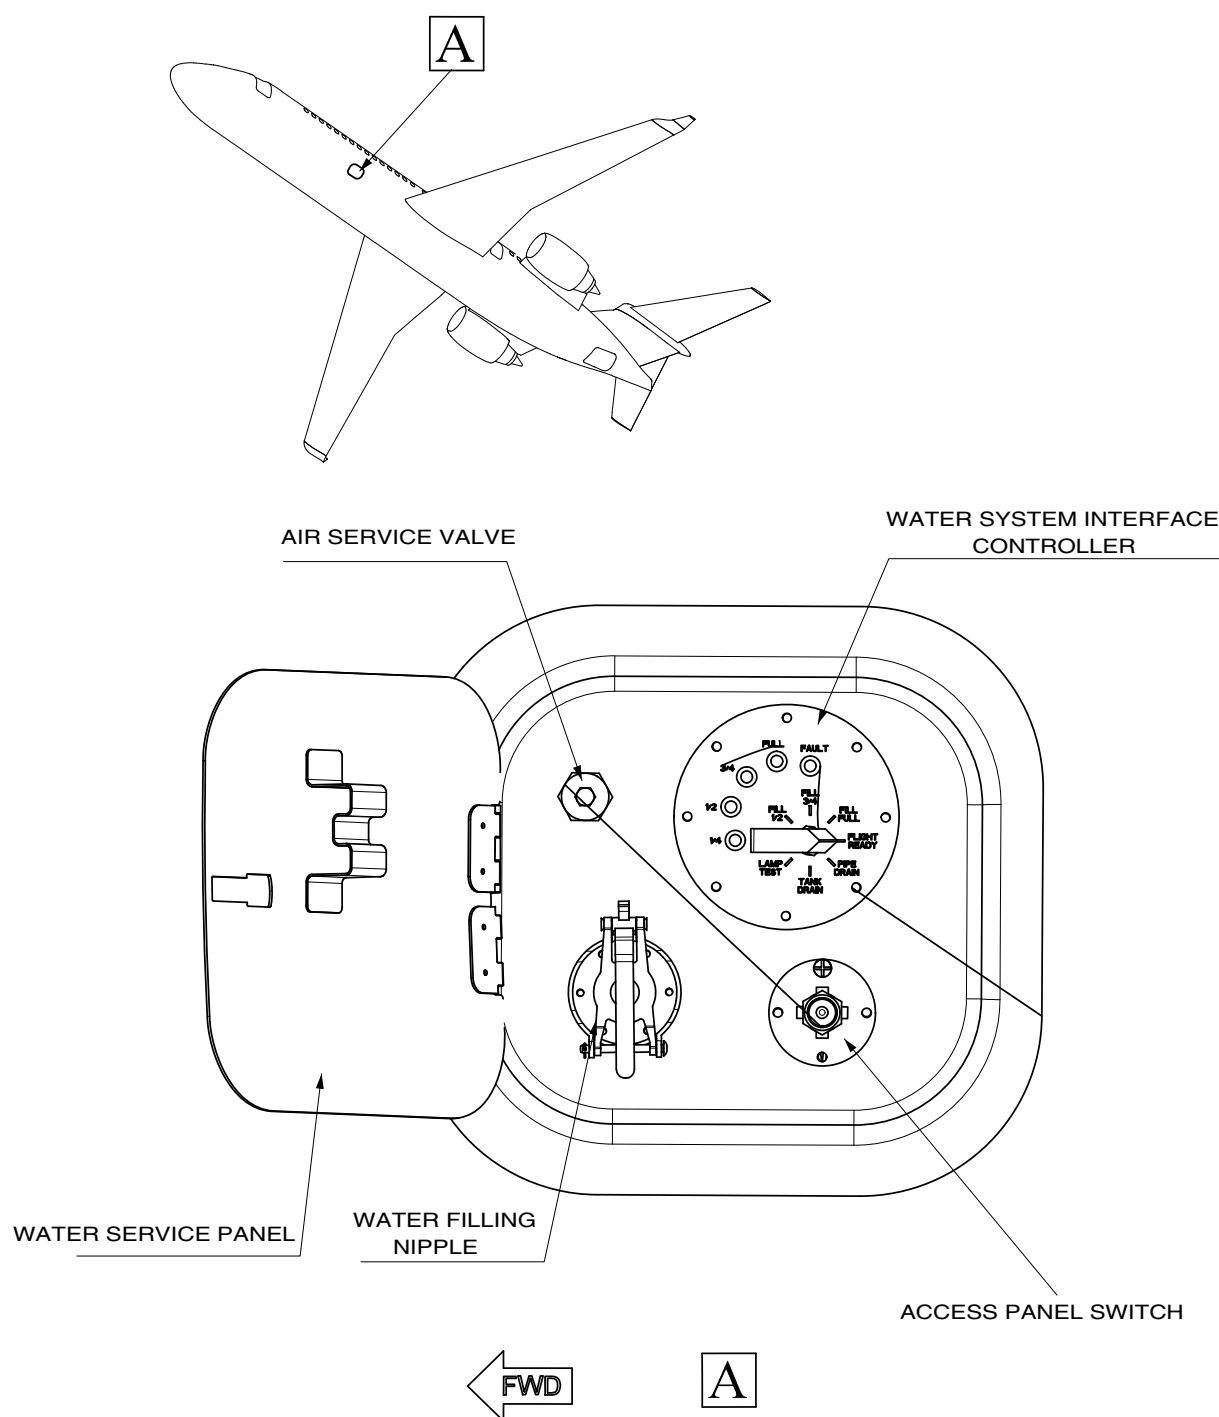 A
AIR SERVICE VALVE
WATER SYSTEM INTERFACE
CONTROLLER
FULL
FAULT
3/4
1/2
1/4
FILL
3/4
FILL
1/2
FILL
FULL
FLIGHT
READY
LAMP
TEST
TANK
DRAIN
PIPE
DRAIN
WATER SERVICE PANEL
WATER FILLING
NIPPLE
ACCESS PANEL SWITCH
FWD
A